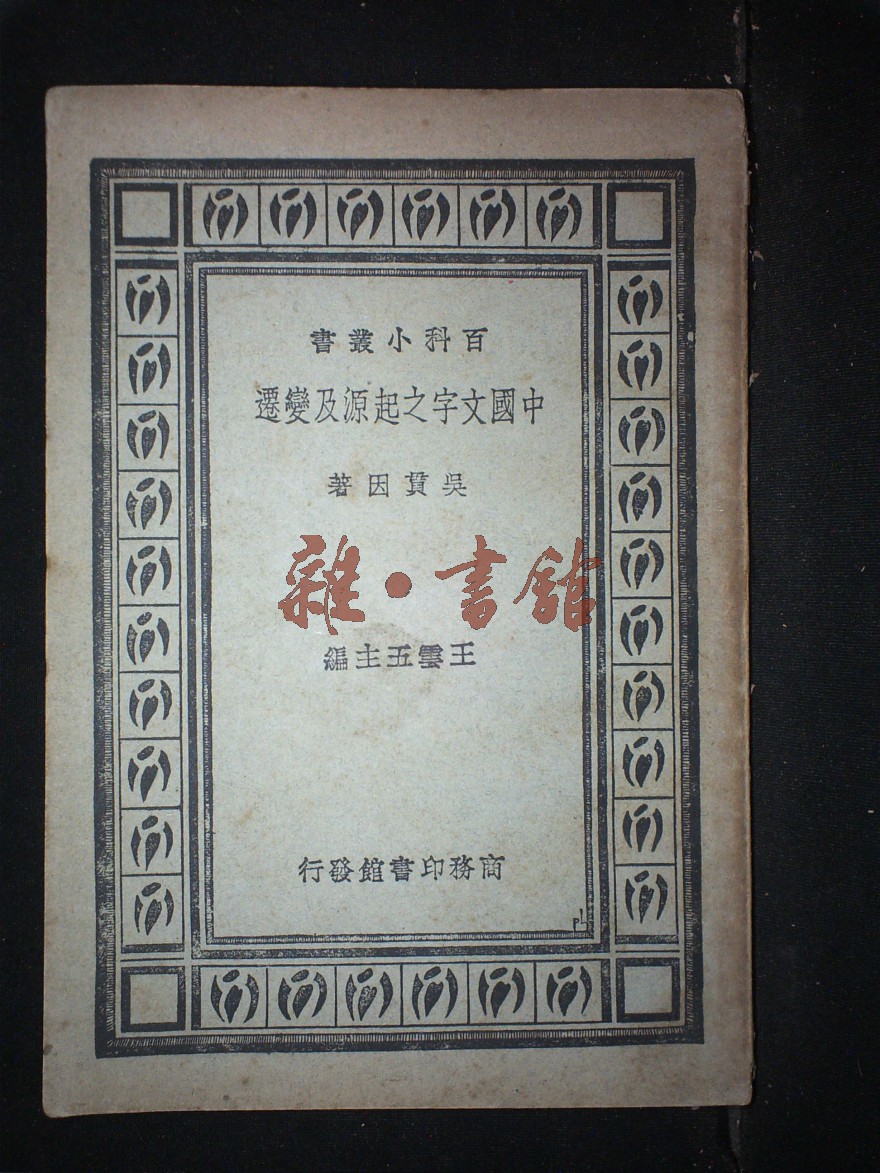 百科小叢書
中國文字之起源及變遷
吳貫因著
雜·書館
王雲五主編
商務印書館發行